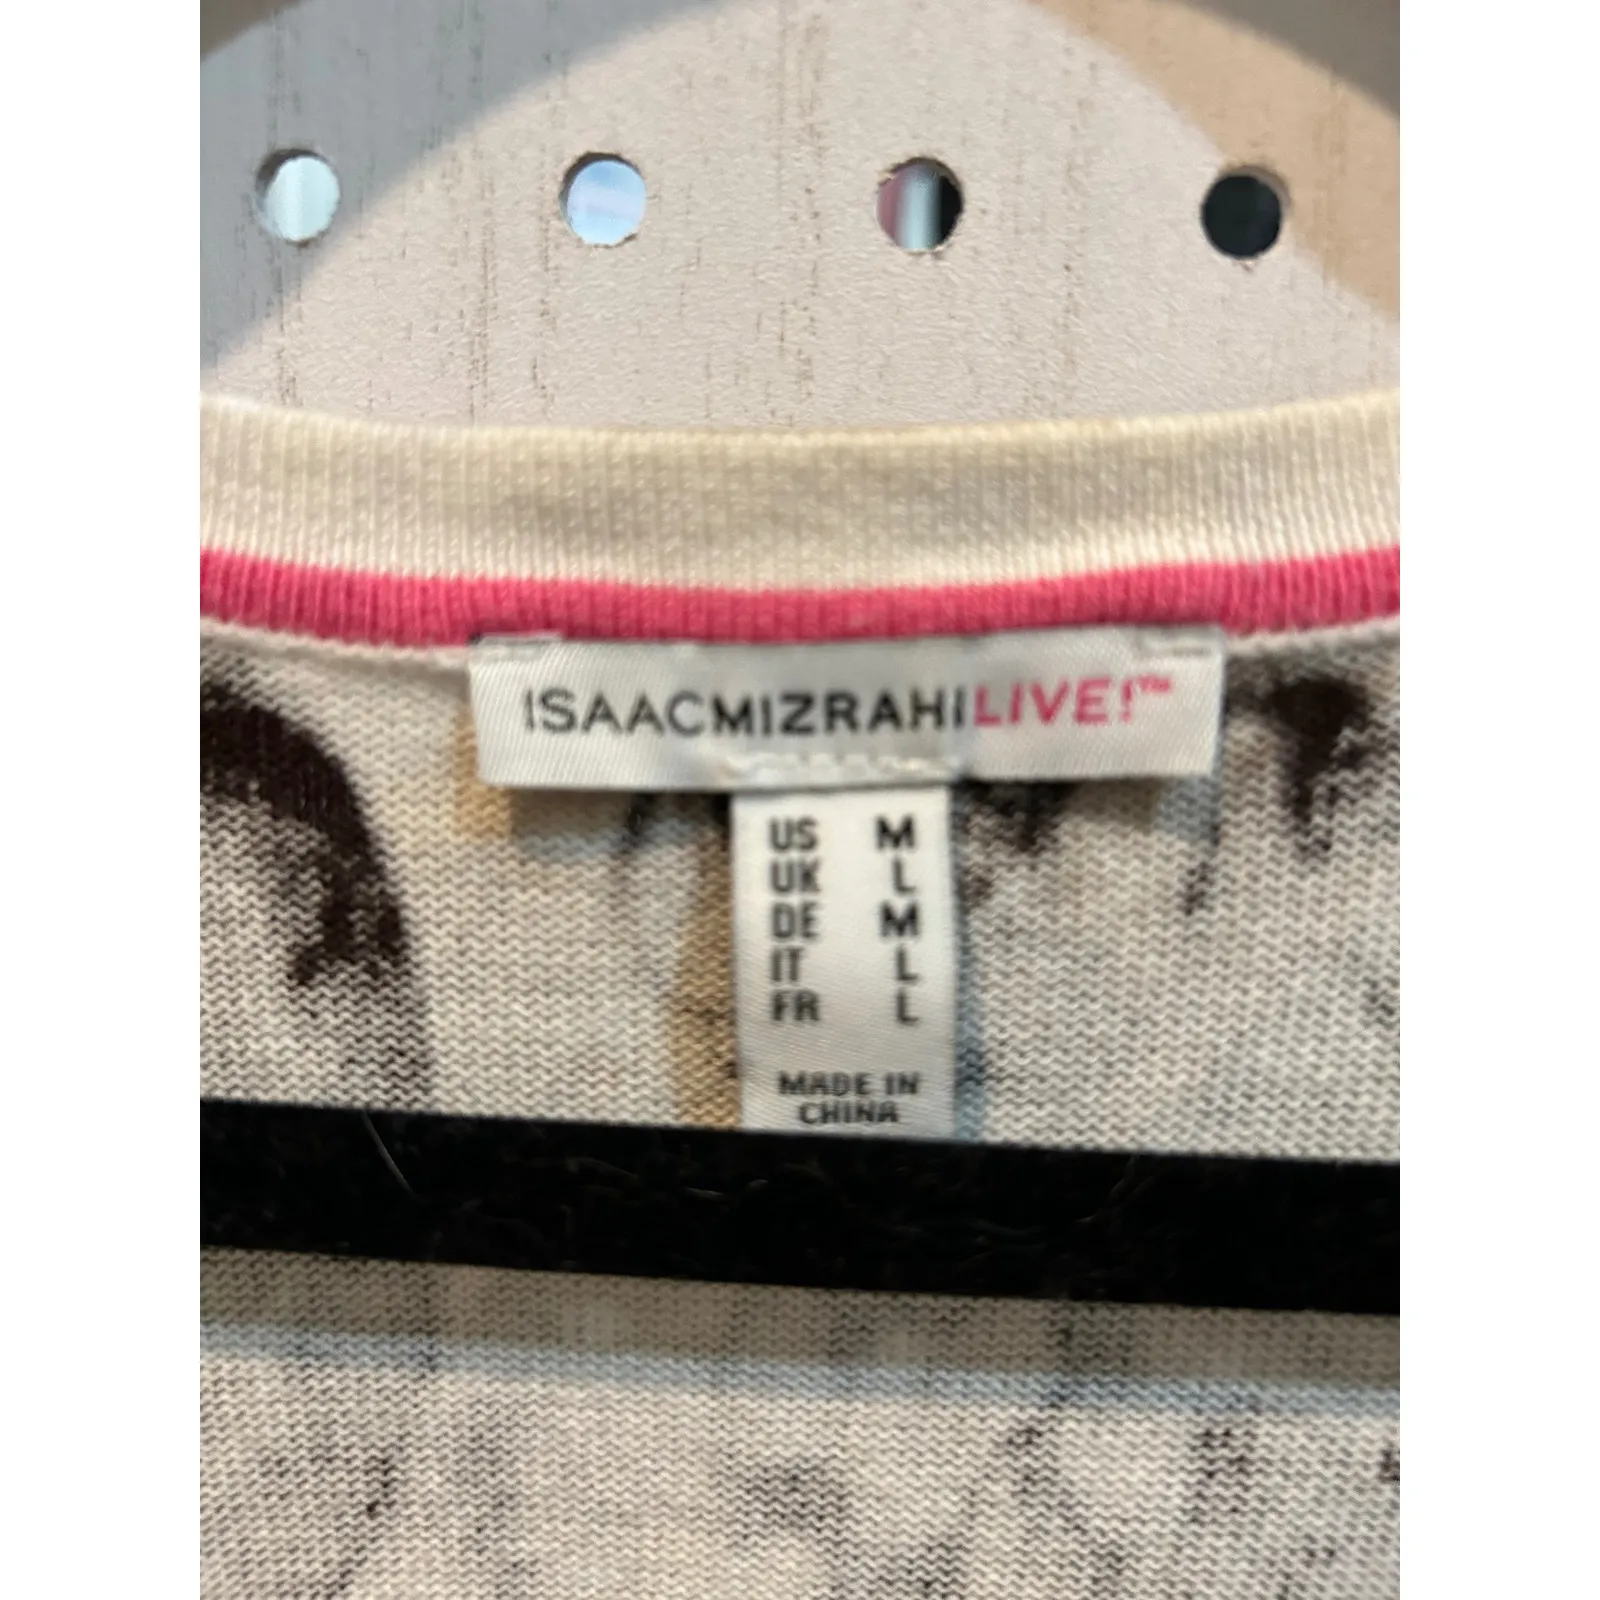 ISAACMIZRAHILIVE!™
US M
UK L
DE M
IT L
FR L
MADE IN
CHINA